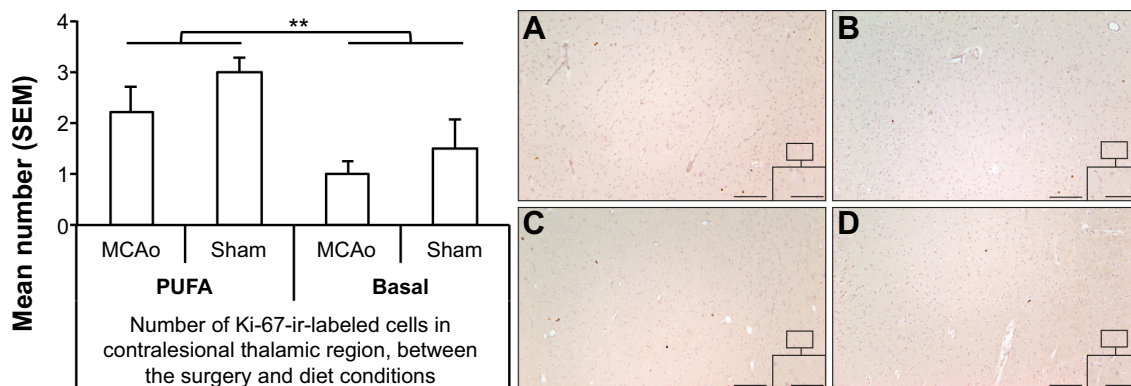 Mean number (SEM)
4
3
2
1
0
**
MCAo Sham MCAo Sham
PUFA Basal
Number of Ki-67-ir-labeled cells in
contralesional thalamic region, between
the surgery and diet conditions
A
B
C
D